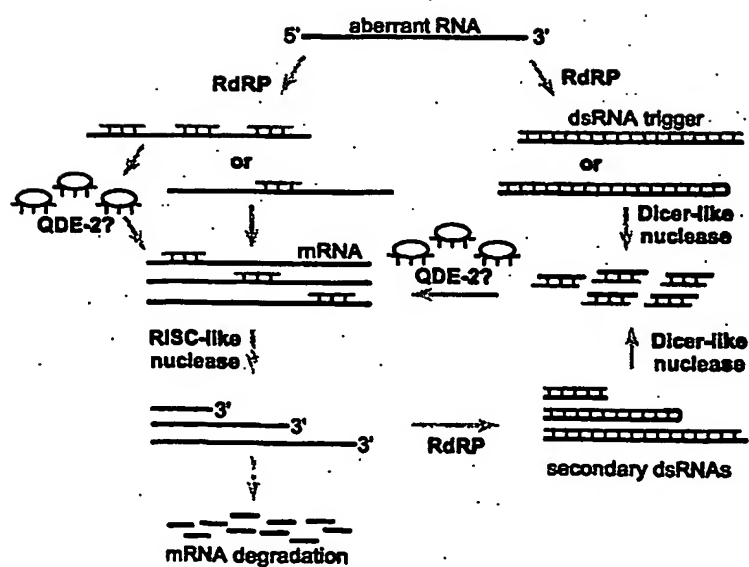 5' aberrant RNA 3'
RdRP
RdRP
dsRNA trigger
or
or
QDE-2?
Dicer-like
nuclease
mRNA
QDE-2?
RISC-like
nuclease
Dicer-like
nuclease
3'
3'
3'
RdRP
secondary dsRNAs
mRNA degradation